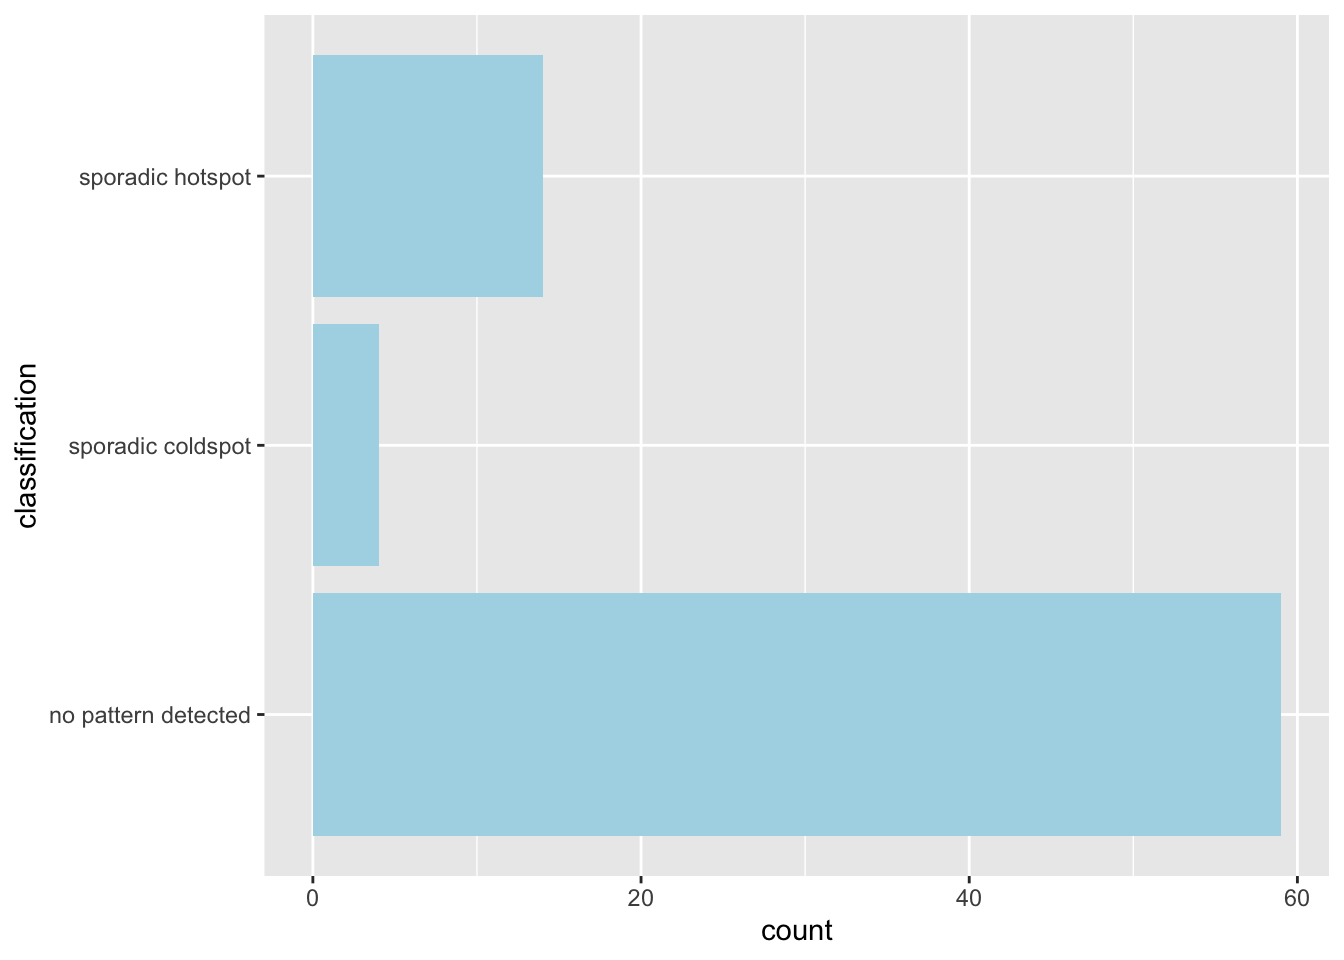 sporadic hotspot
sporadic coldspot
no pattern detected
classification
0 20 40 60
count